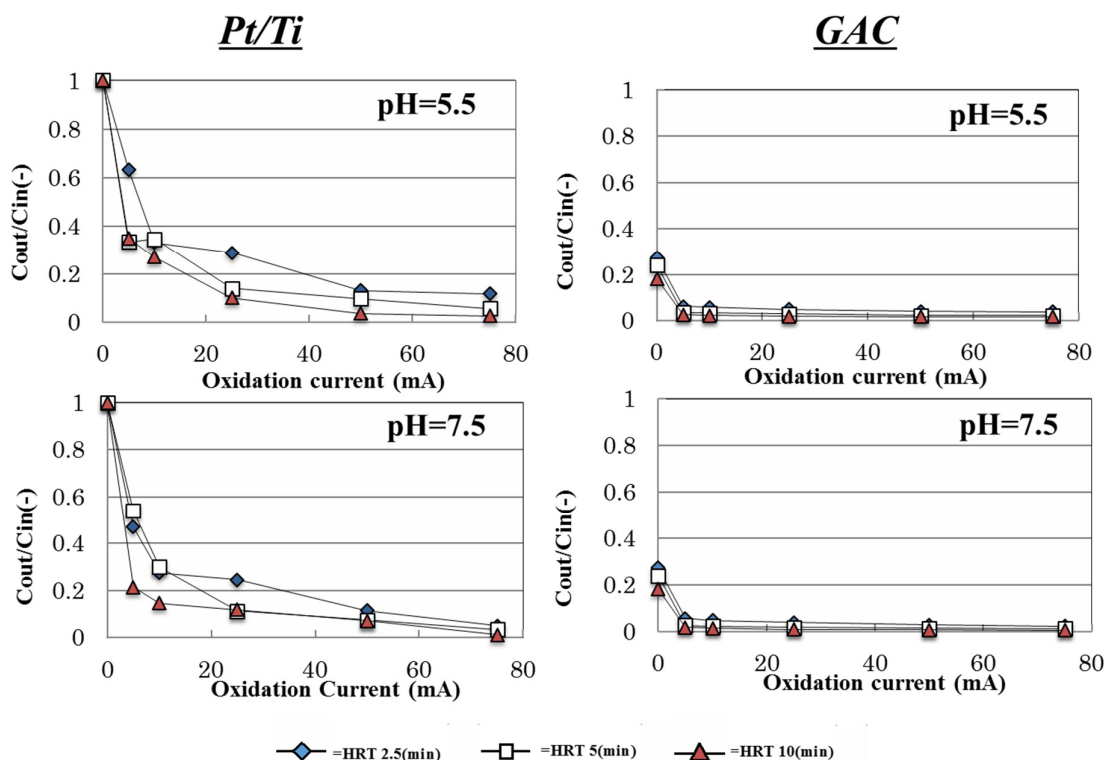 Pt/Ti
GAC
pH=5.5
Cout/Cin(-)
1
0.8
0.6
0.4
0.2
0
0
20
40
60
80
Oxidation current (mA)
pH=5.5
Cout/Cin(-)
1
0.8
0.6
0.4
0.2
0
0
20
40
60
80
Oxidation current (mA)
pH=7.5
Cout/Cin(-)
1
0.8
0.6
0.4
0.2
0
0
20
40
60
80
Oxidation Current (mA)
pH=7.5
Cout/Cin(-)
1
0.8
0.6
0.4
0.2
0
0
20
40
60
80
Oxidation current (mA)
=HRT 2.5(min)
=HRT 5(min)
=HRT 10(min)